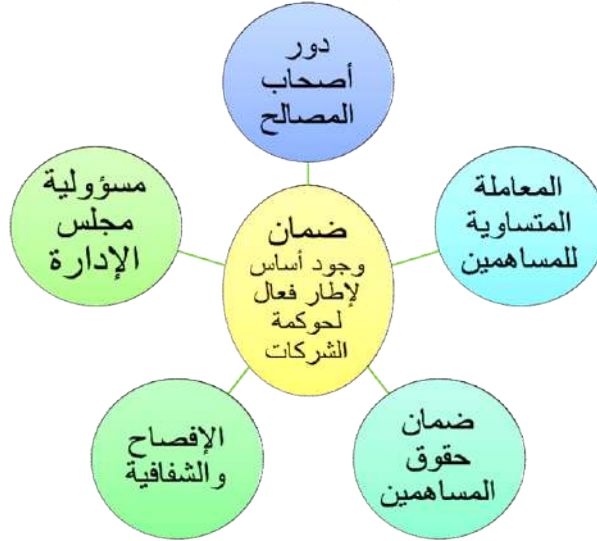 دور
أصحاب
المصالح
المعاملة
المتساوية
للمساهمين
مسؤولية
مجلس
الإدارة
ضمان
وجود أساس
لإطار فعال
لحوكمة
الشركات
ضمان
حقوق
المساهمين
الإفصاح
والشفافية